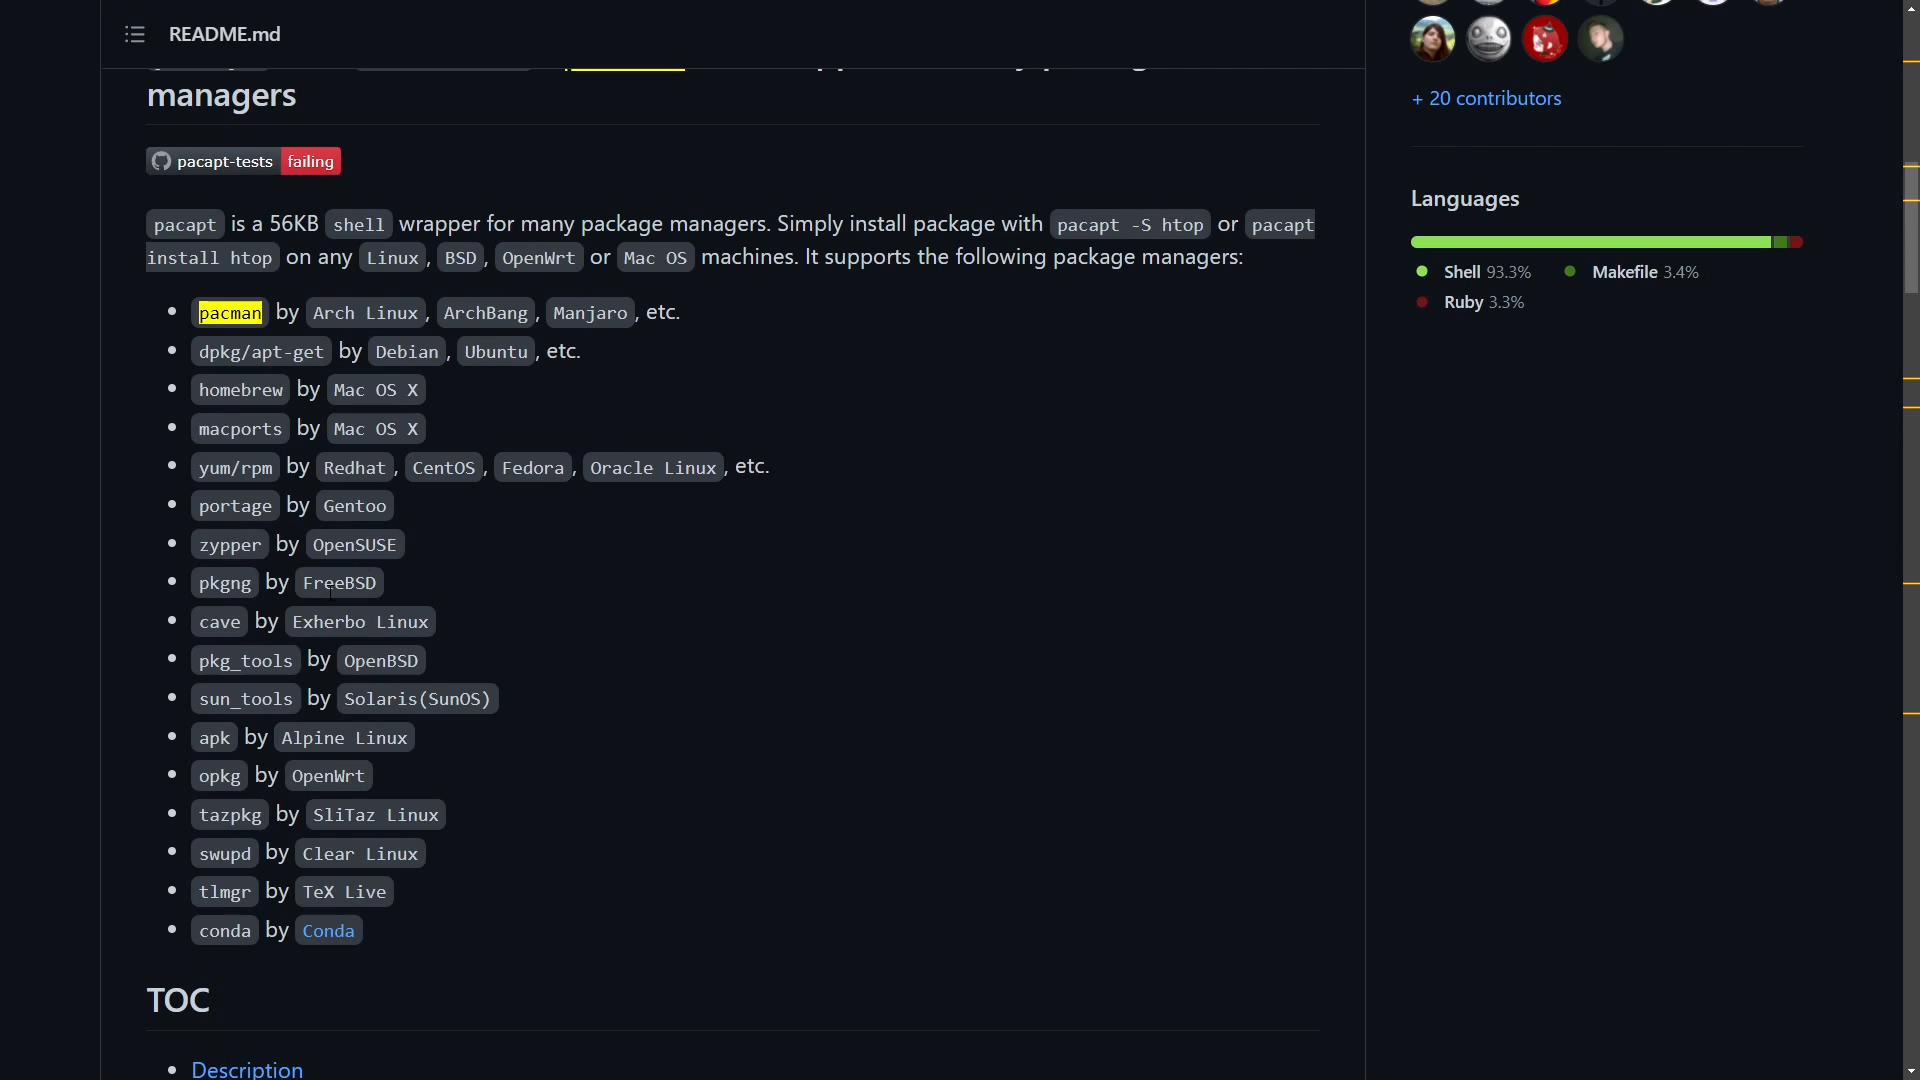 README.md
managers
pacapt-tests failing
pacapt is a 56KB shell wrapper for many package managers. Simply install package with pacapt -S htop or pacapt
install htop on any Linux, BSD, OpenWrt or Mac OS machines. It supports the following package managers:
pacman by Arch Linux, ArchBang, Manjaro, etc.
dpkg/apt-get by Debian, Ubuntu, etc.
homebrew by Mac OS X
macports by Mac OS X
yum/rpm by Redhat, CentOS, Fedora, Oracle Linux, etc.
portage by Gentoo
zypper by OpenSUSE
pkgng by FreeBSD
cave by Exherbo Linux
pkg_tools by OpenBSD
sun_tools by Solaris(SunOS)
apk by Alpine Linux
opkg by OpenWrt
tazpkg by SliTaz Linux
swupd by Clear Linux
tlmgr by TeX Live
conda by Conda
TOC
Description
+ 20 contributors
Languages
Shell 93.3% Makefile 3.4%
Ruby 3.3%